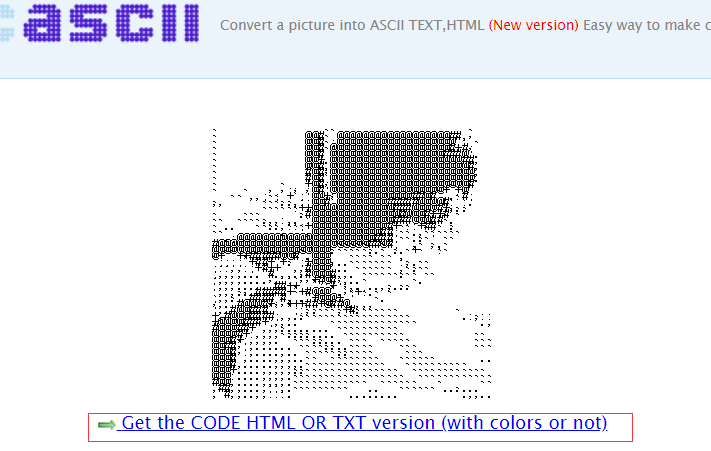 ascii
Convert a picture into ASCII TEXT,HTML (New version) Easy way to make c
Get the CODE HTML OR TXT version (with colors or not)